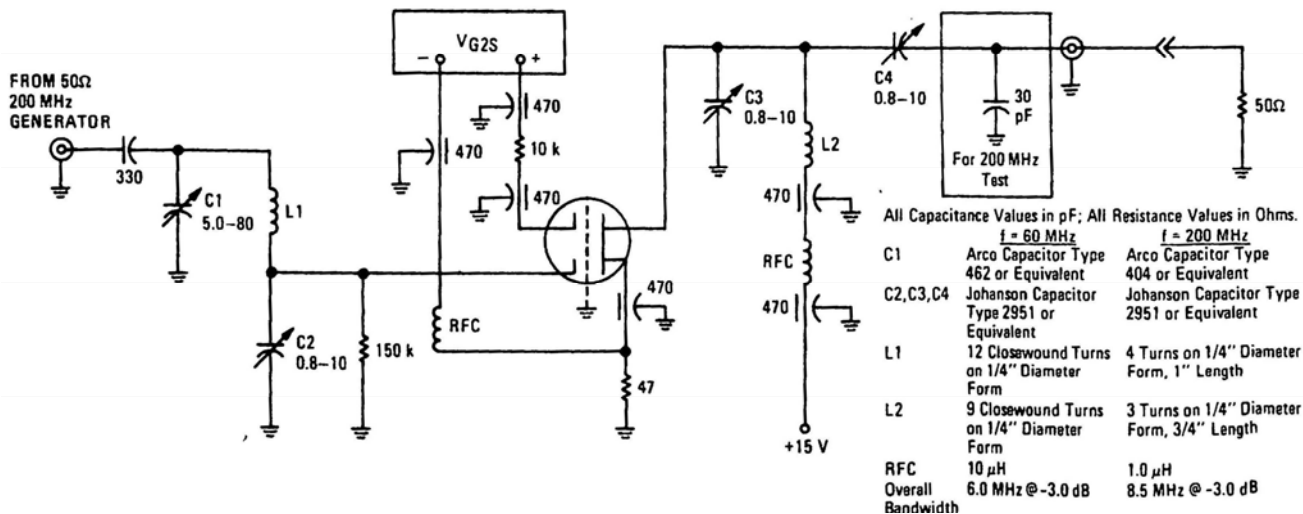 FROM 50Ω
200 MHz
GENERATOR
330
C1
5.0–80
L1
C2
0.8–10
150 k
VG2S
–
+
470
470
10 k
470
RFC
470
47
C3
0.8–10
L2
470
RFC
470
+15 V
C4
0.8–10
30
pF
For 200 MHz
Test
50Ω
All Capacitance Values in pF; All Resistance Values in Ohms.
f = 60 MHz f = 200 MHz
C1 Arco Capacitor Type Arco Capacitor Type
462 or Equivalent 404 or Equivalent
C2,C3,C4 Johanson Capacitor Johanson Capacitor Type
Type 2951 or 2951 or Equivalent
Equivalent
L1 12 Closewound Turns 4 Turns on 1/4" Diameter
on 1/4" Diameter Form, 1" Length
Form
L2 9 Closewound Turns 3 Turns on 1/4" Diameter
on 1/4" Diameter Form, 3/4" Length
Form
RFC 10 μH 1.0 μH
Overall 6.0 MHz @ -3.0 dB 8.5 MHz @ -3.0 dB
Bandwidth